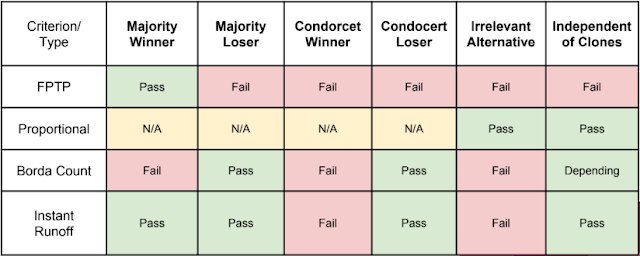 Criterion/ Majority Majority Condorcet Condocert Irrelevant Independent
Type Winner Loser Winner Loser Alternative of Clones
FPTP Pass Fail Fail Fail Fail Fail
Proportional N/A N/A N/A N/A Pass Pass
Borda Count Fail Pass Fail Pass Fail Depending
Instant
Runoff Pass Pass Fail Pass Fail Pass